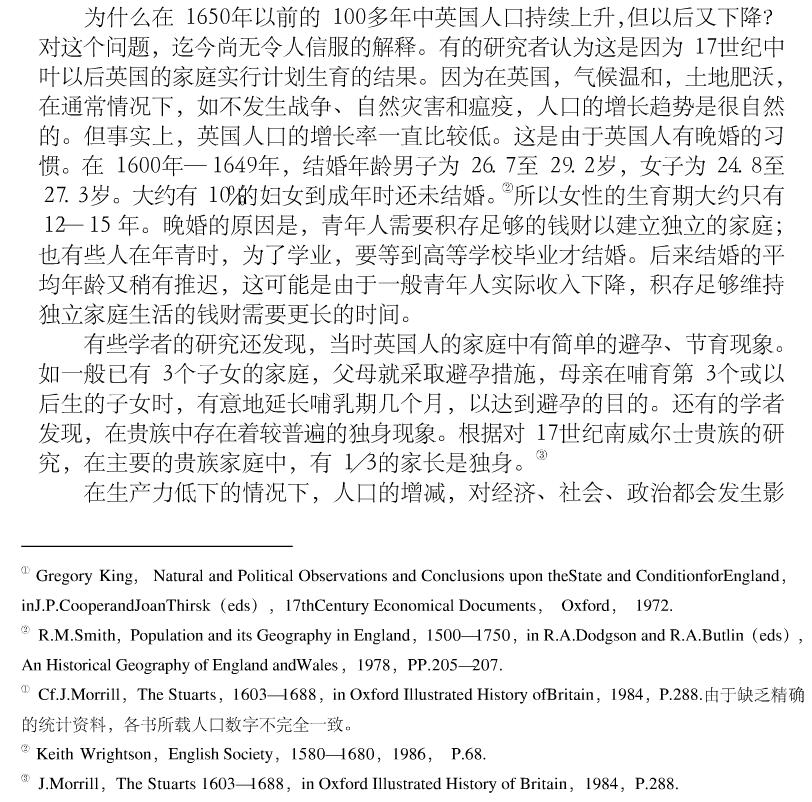 为什么在 1650年以前的 100多年中英国人口持续上升,但以后又下降?
对这个问题，迄今尚无令人信服的解释。有的研究者认为这是因为 17世纪中
叶以后英国的家庭实行计划生育的结果。因为在英国，气候温和，土地肥沃，
在通常情况下，如不发生战争、自然灾害和瘟疫，人口的增长趋势是很自然
的。但事实上，英国人口的增长率一直比较低。这是由于英国人有晚婚的习
惯。在 1600年—1649年，结婚年龄男子为 26. 7至 29. 2岁，女子为 24. 8至
27. 3岁。大约有 10%的妇女到成年时还未结婚。②所以女性的生育期大约只有
12—15 年。晚婚的原因是，青年人需要积存足够的钱财以建立独立的家庭；
也有些人在年青时，为了学业，要等到高等学校毕业才结婚。后来结婚的平
均年龄又稍有推迟，这可能是由于一般青年人实际收入下降，积存足够维持
独立家庭生活的钱财需要更长的时间。
有些学者的研究还发现，当时英国人的家庭中有简单的避孕、节育现象。
如一般已有 3个子女的家庭，父母就采取避孕措施，母亲在哺育第 3个或以
后生的子女时，有意地延长哺乳期几个月，以达到避孕的目的。还有的学者
发现，在贵族中存在着较普遍的独身现象。根据对 17世纪南威尔士贵族的研
究，在主要的贵族家庭中，有 1/3的家长是独身。③
在生产力低下的情况下，人口的增减，对经济、社会、政治都会发生影
① Gregory King， Natural and Political Observations and Conclusions upon theState and ConditionforEngland，
inJ.P.CooperandJoanThirsk（eds），17thCentury Economical Documents， Oxford， 1972.
② R.M.Smith，Population and its Geography in England，1500—1750，in R.A.Dodgson and R.A.Butlin（eds），
An Historical Geography of England andWales，1978，PP.205—207.
① Cf.J.Morrill，The Stuarts，1603—1688，in Oxford Illustrated History ofBritain，1984，P.288.由于缺乏精确
的统计资料，各书所载人口数字不完全一致。
② Keith Wrightson，English Society，1580—1680，1986， P.68.
③ J.Morrill，The Stuarts 1603—1688，in Oxford Illustrated History of Britain，1984，P.288.